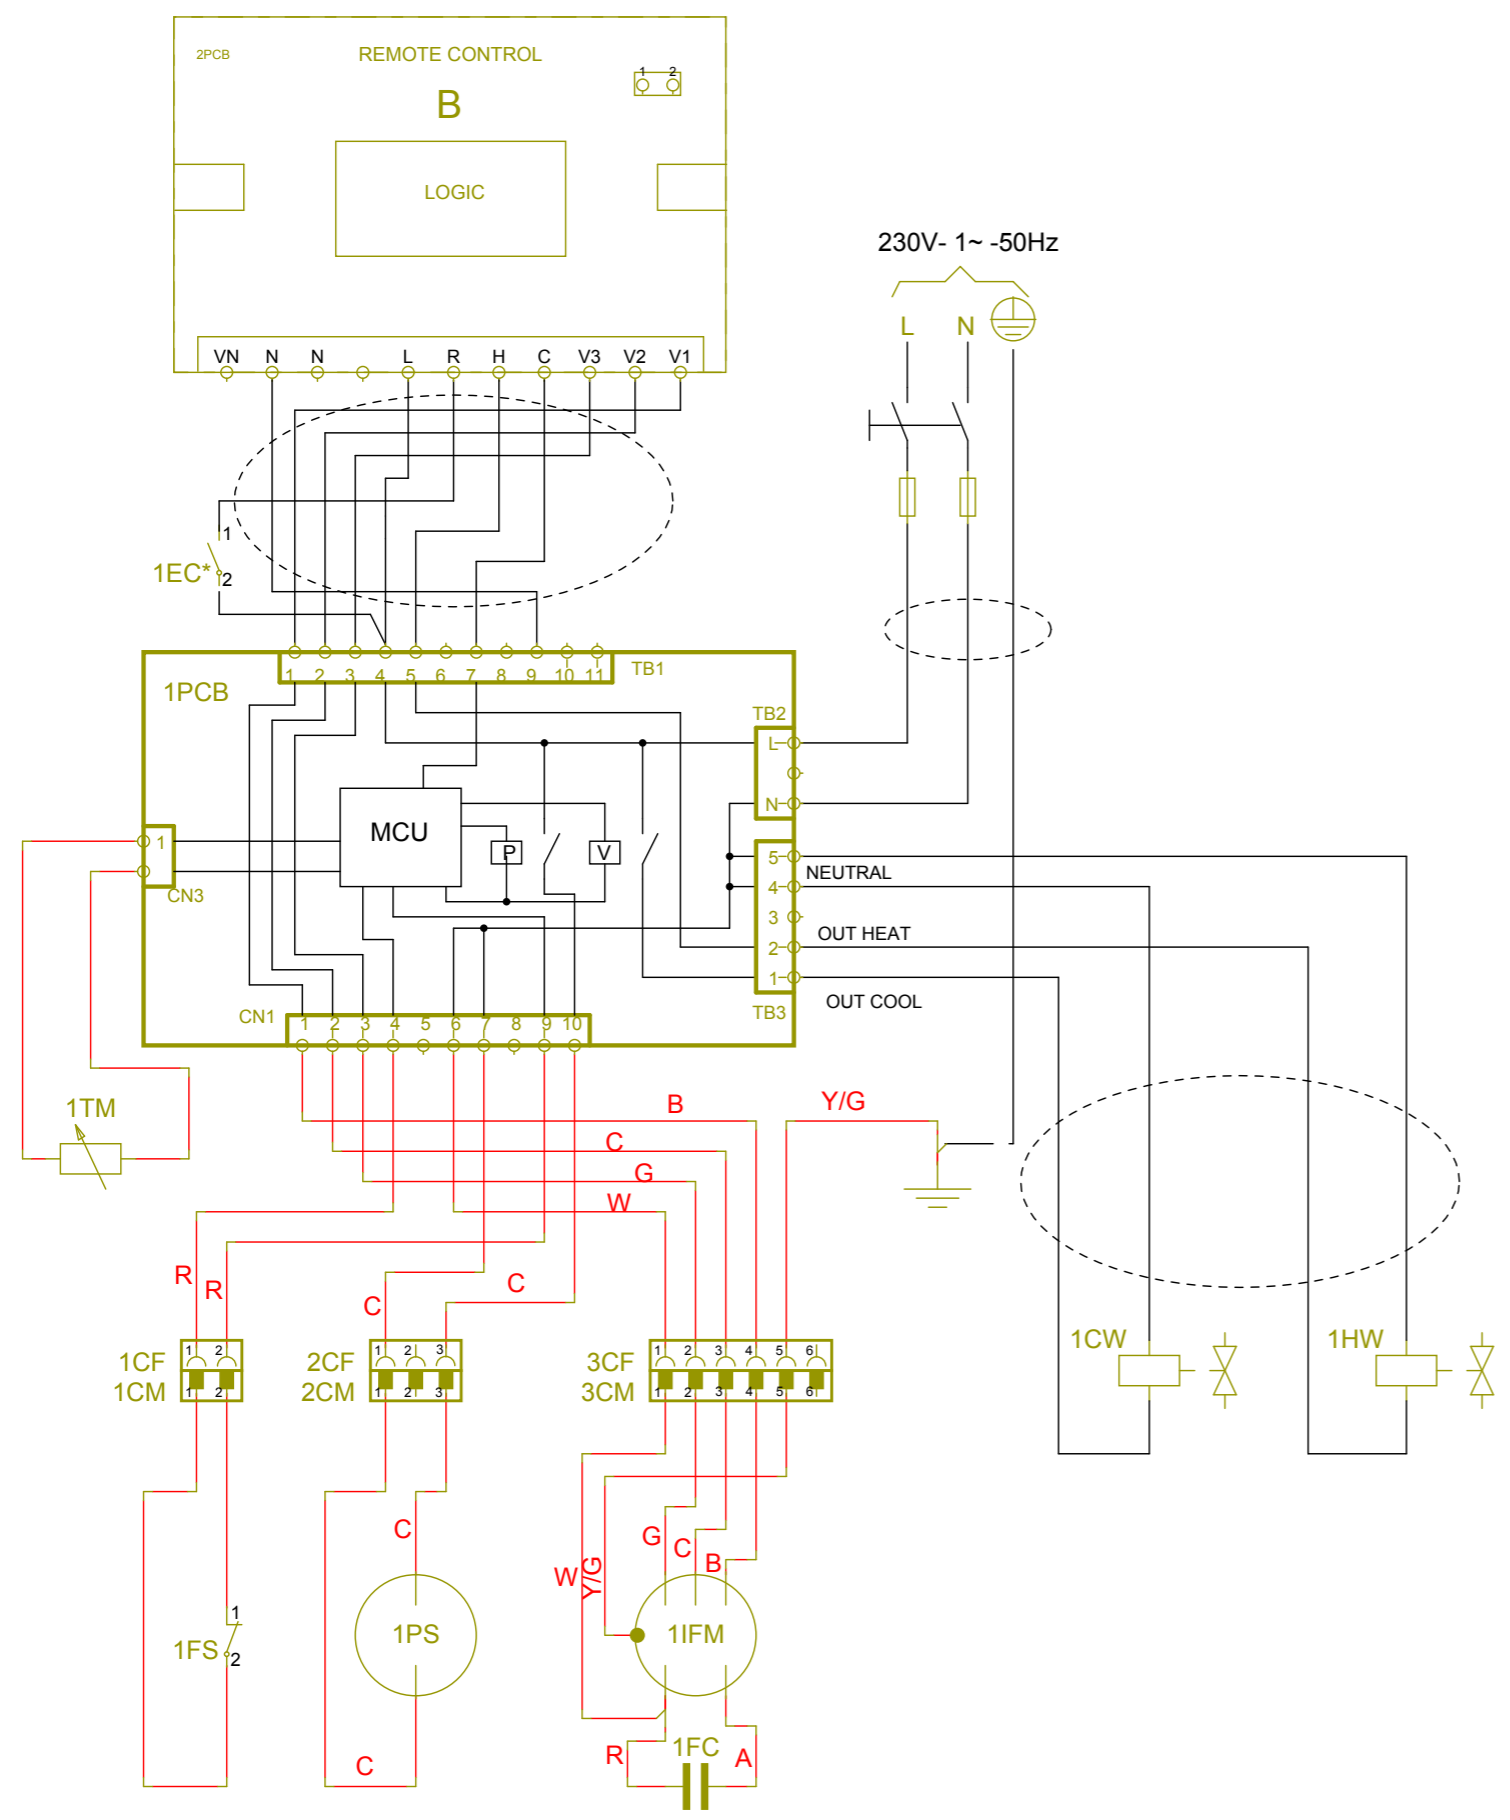 2PCB
REMOTE CONTROL
1 2
B
LOGIC
230V- 1~ -50Hz
L N
VN N N L R H C V3 V2 V1
1
1EC* 2
1PCB
1 2 3 4 5 6 7 8 9 10 11
TB1
TB2
L
N
MCU
P
V
1
CN3
5
NEUTRAL
4
3
OUT HEAT
2
1
OUT COOL
TB3
CN1
1 2 3 4 5 6 7 8 9 10
1TM
B
Y/G
C
G
W
R
R
C
C
1CF 1 2
1CM 1 2
2CF 1 2 3
2CM 1 2 3
3CF 1 2 3 4 5 6
3CM 1 2 3 4 5 6
1CW
1HW
C
G
C
B
W
Y/G
1
1FS
2
1PS
1IFM
C
R
1FC
A